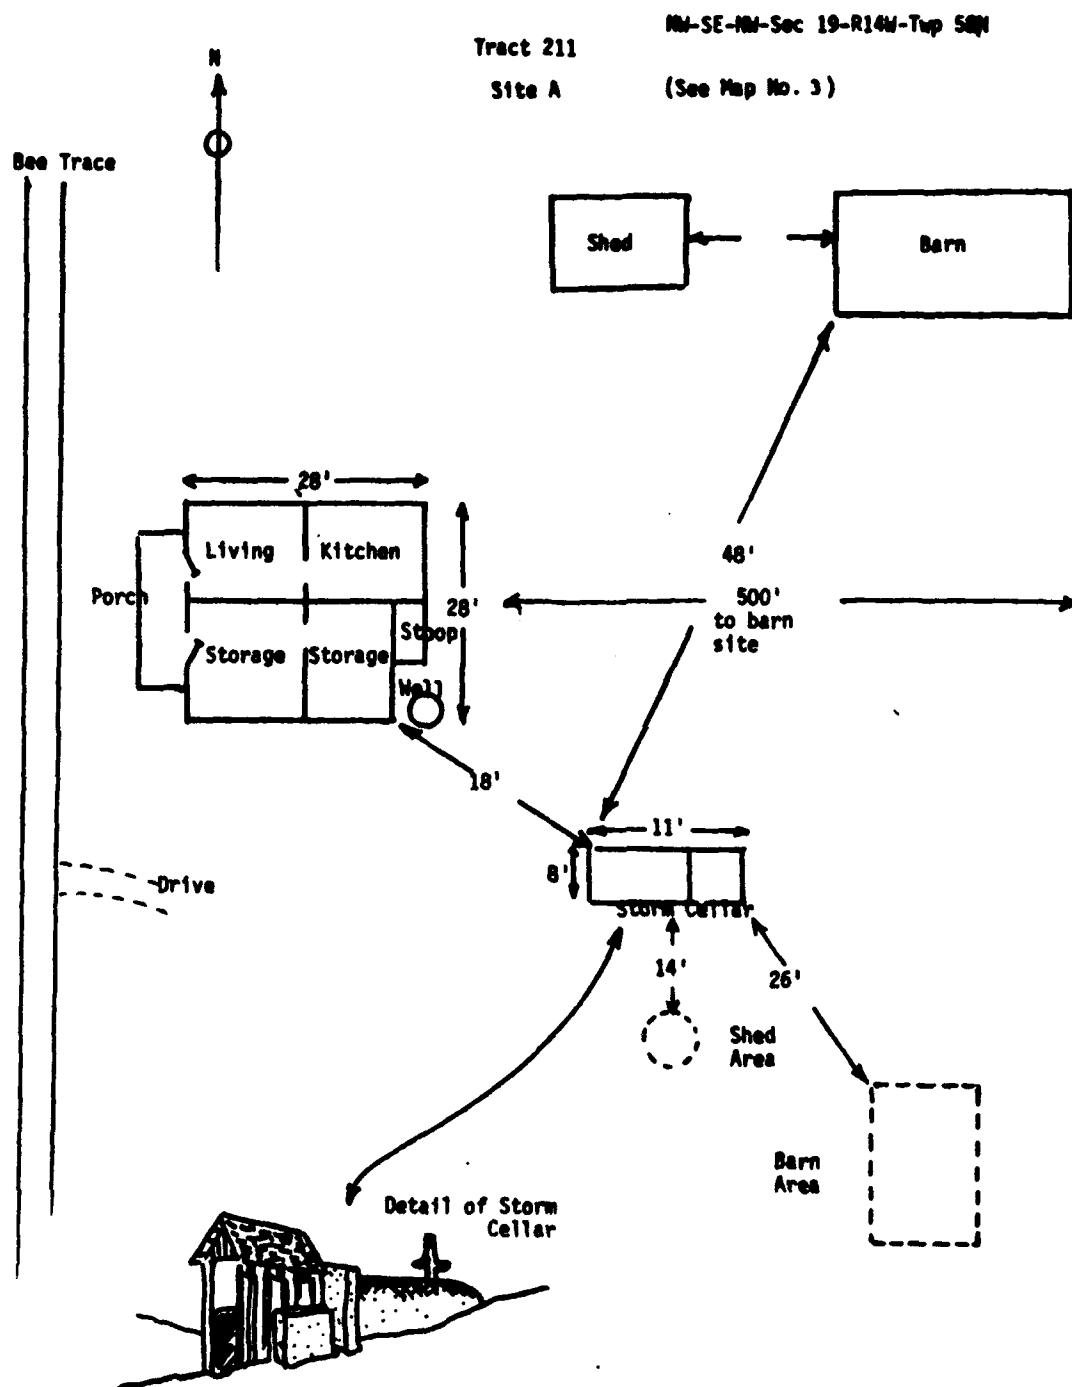 NW-SE-NW-Sec 19-R14W-Twp
Tract 211
Site A
(See Map No. 3)
N
Bee Trace
Shed
Barn
28'
Living
Kitchen
Porch
28'
Stoop
Storage
Storage
Well
48'
500'
to barn
site
18'
11'
8'
Storm Cellar
Drive
14'
26'
Shed
Area
Barn
Area
Detail of Storm
Cellar